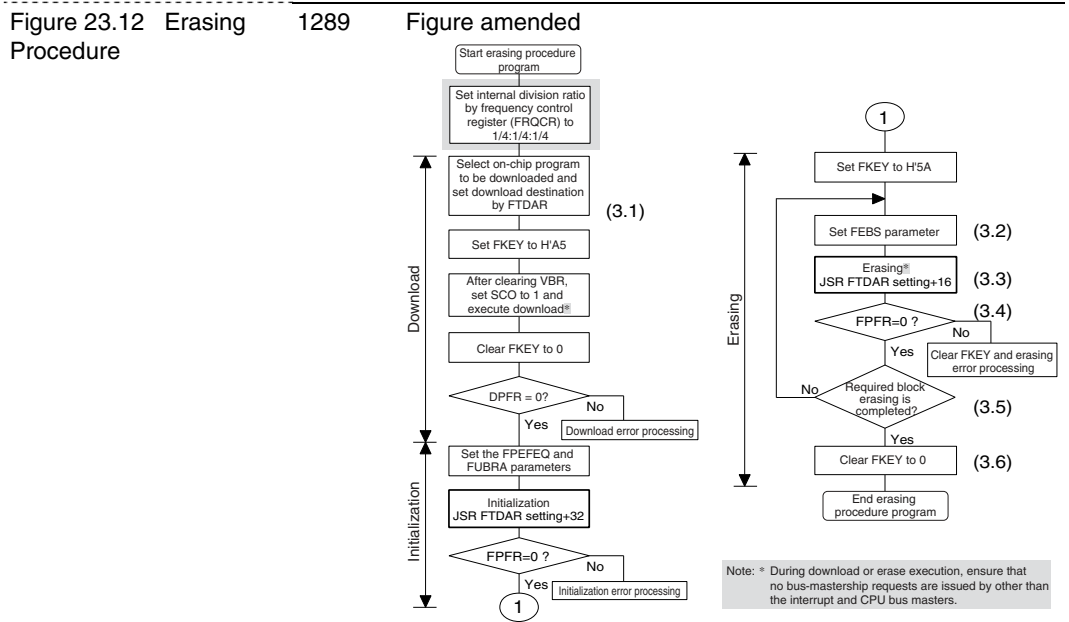 Figure 23.12 Erasing Procedure
1289
Figure amended
Start erasing procedure
program
Set internal division ratio
by frequency control
register (FRQCR) to
1/4:1/4:1/4
Download
Select on-chip program
to be downloaded and
set download destination
by FTDAR
(3.1)
Set FKEY to H'A5
After clearing VBR,
set SCO to 1 and
execute download*
Clear FKEY to 0
DPFR = 0?
No
Yes
Download error processing
Initialization
Set the FPEFEQ and
FUBRA parameters
Initialization
JSR FTDAR setting+32
FPFR=0 ?
No
Yes
Initialization error processing
1
1
Erasing
Set FKEY to H'5A
Set FEBS parameter
(3.2)
Erasing*
JSR FTDAR setting+16
(3.3)
(3.4)
FPFR=0 ?
No
Yes
Clear FKEY and erasing
error processing
No
Required block
erasing is
completed?
(3.5)
Yes
Clear FKEY to 0
(3.6)
End erasing
procedure program
Note: * During download or erase execution, ensure that
no bus-mastership requests are issued by other than
the interrupt and CPU bus masters.